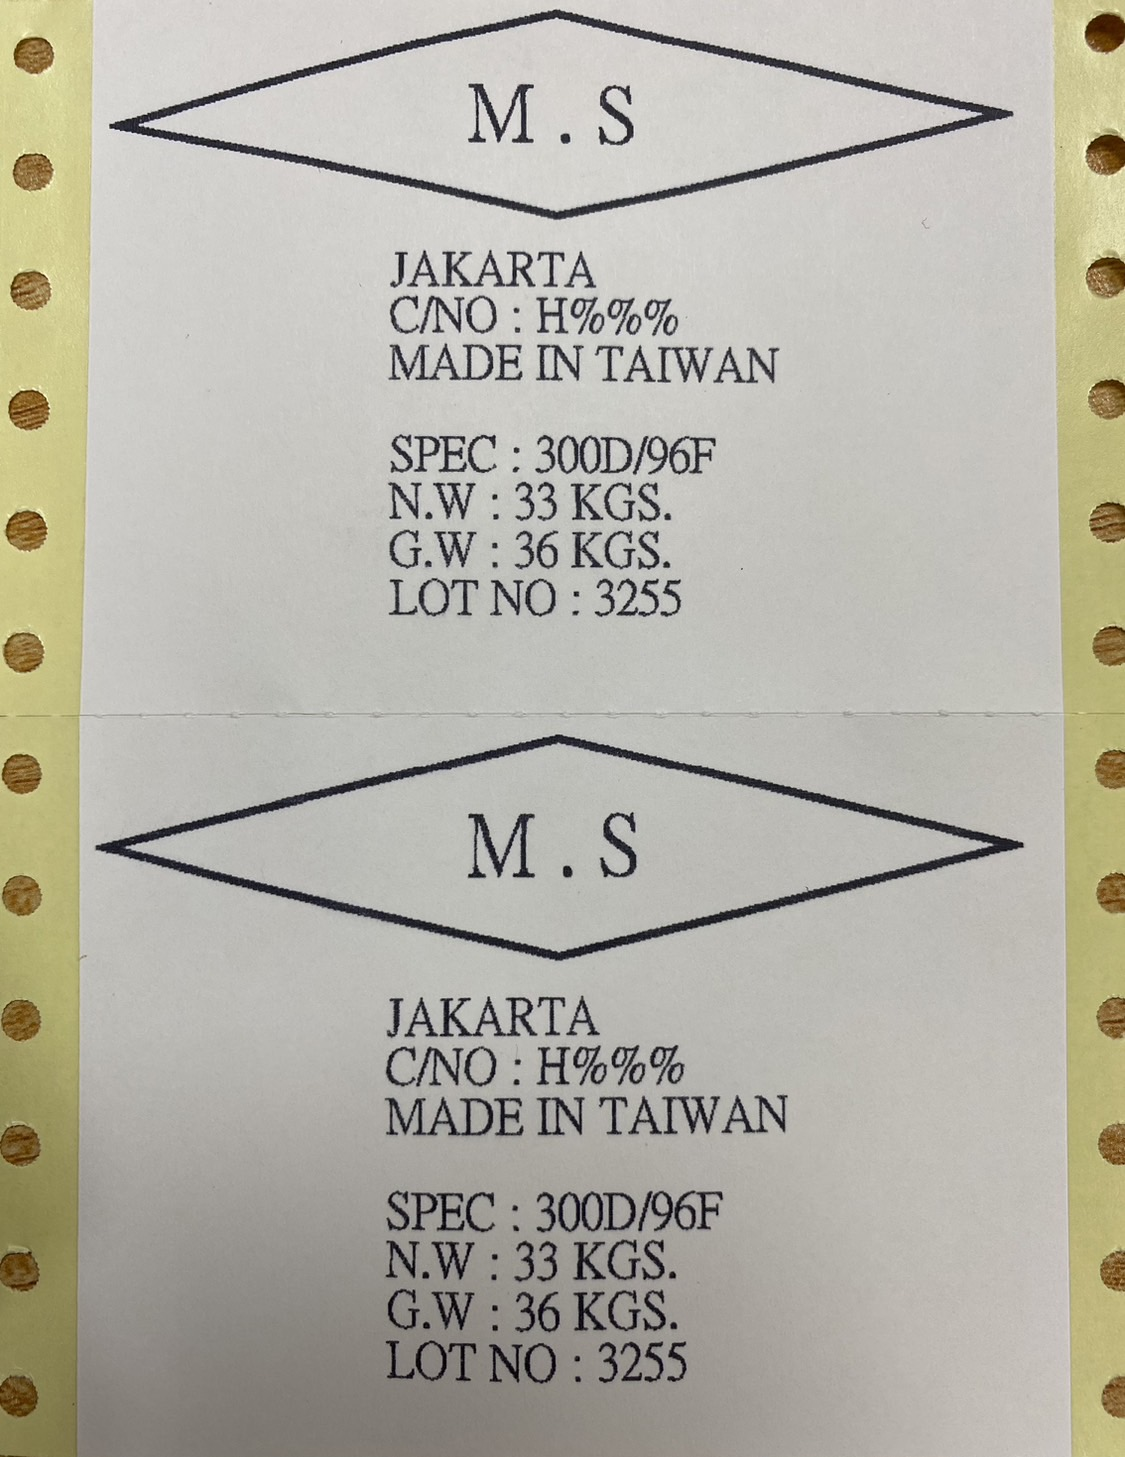 M . S
JAKARTA
C/NO : H%%%
MADE IN TAIWAN
SPEC : 300D/96F
N.W : 33 KGS.
G.W : 36 KGS.
LOT NO : 3255
M . S
JAKARTA
C/NO : H%%%
MADE IN TAIWAN
SPEC : 300D/96F
N.W : 33 KGS.
G.W : 36 KGS.
LOT NO : 3255